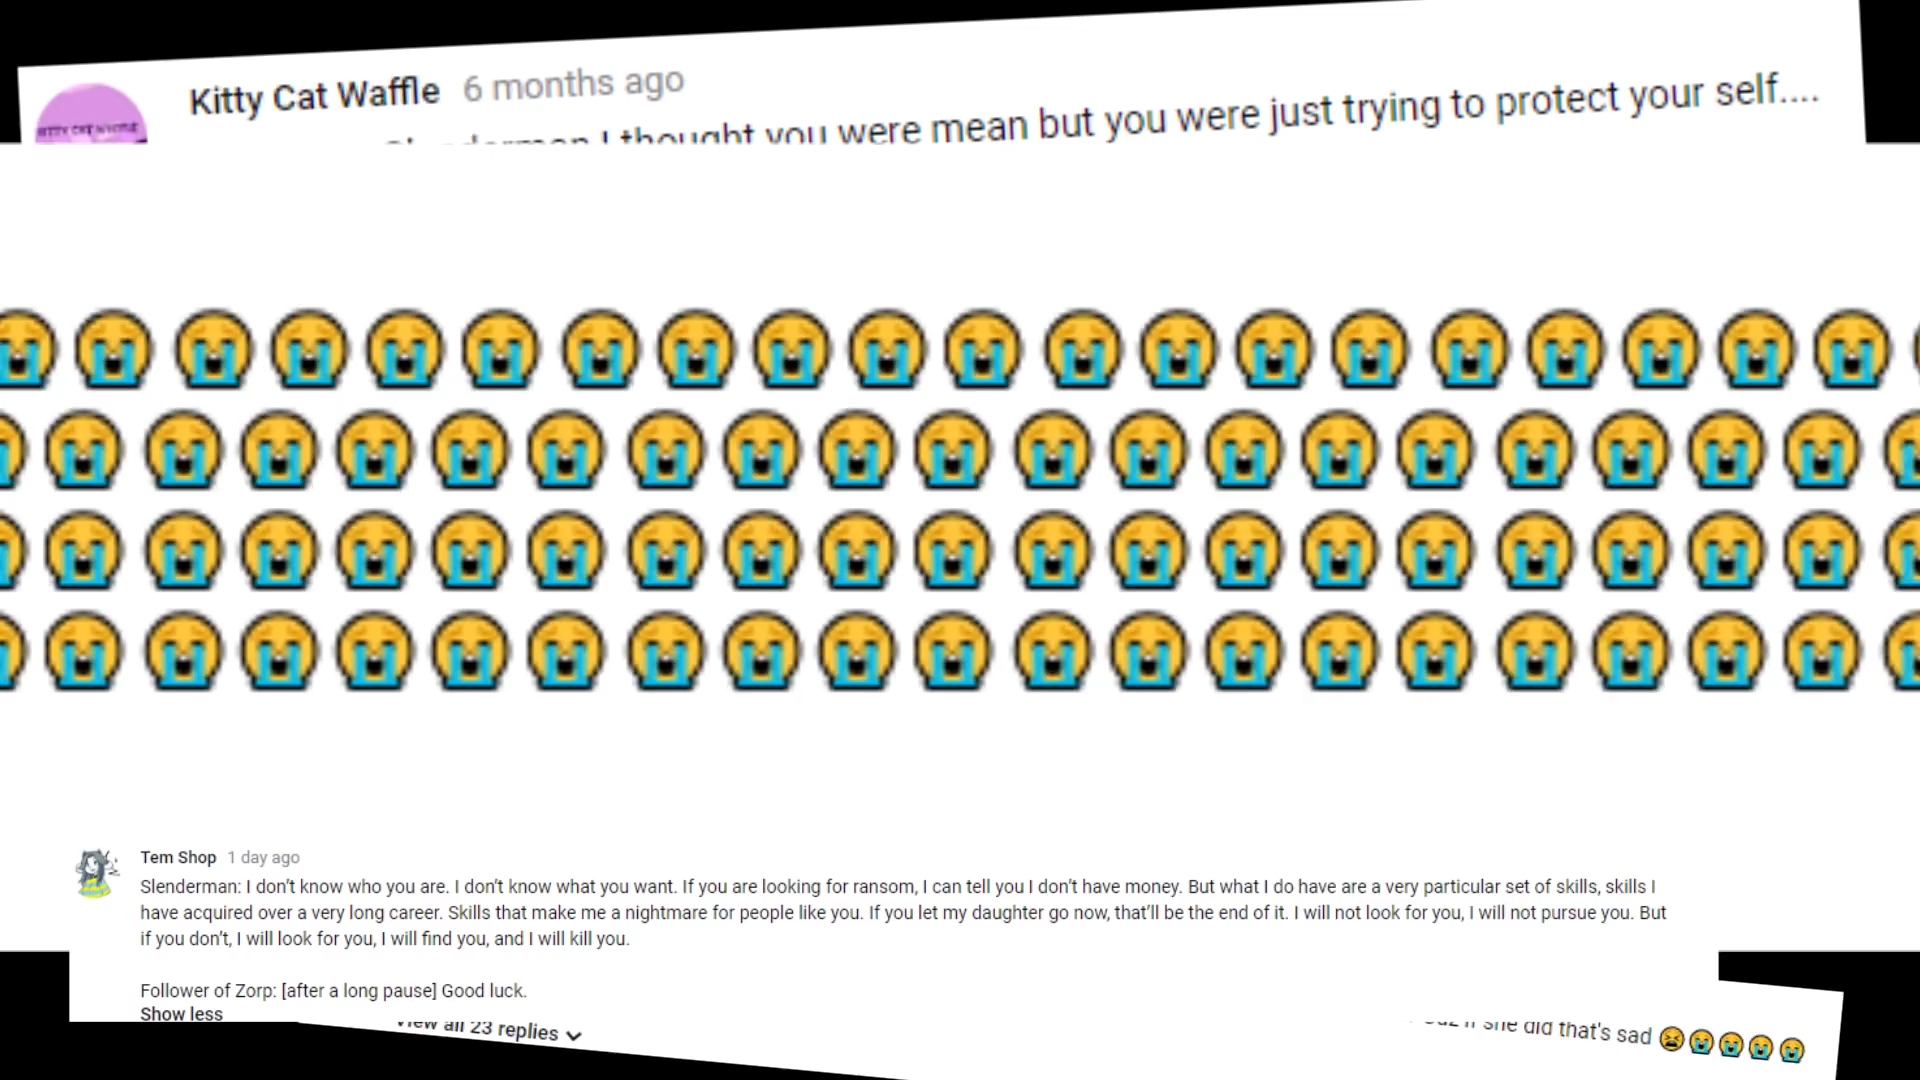 Kitty Cat Waffle 6 months ago
I thought you were mean but you were just trying to protect your self....
😭😭😭😭😭😭😭😭😭😭😭😭😭😭😭😭😭😭😭😭
😭😭😭😭😭😭😭😭😭😭😭😭😭😭😭😭😭😭😭😭😭
😭😭😭😭😭😭😭😭😭😭😭😭😭😭😭😭😭😭😭😭😭
😭😭😭😭😭😭😭😭😭😭😭😭😭😭😭😭😭😭😭😭😭
Tem Shop 1 day ago
Slenderman: I don't know who you are. I don't know what you want. If you are looking for ransom, I can tell you I don't have money. But what I do have are a very particular set of skills, skills I
have acquired over a very long career. Skills that make me a nightmare for people like you. If you let my daughter go now, that'll be the end of it. I will not look for you, I will not pursue you. But
if you don't, I will look for you, I will find you, and I will kill you.
Follower of Zorp: [after a long pause] Good luck.
Show less
View all 23 replies
she did that's sad 😫😭😭😭😭